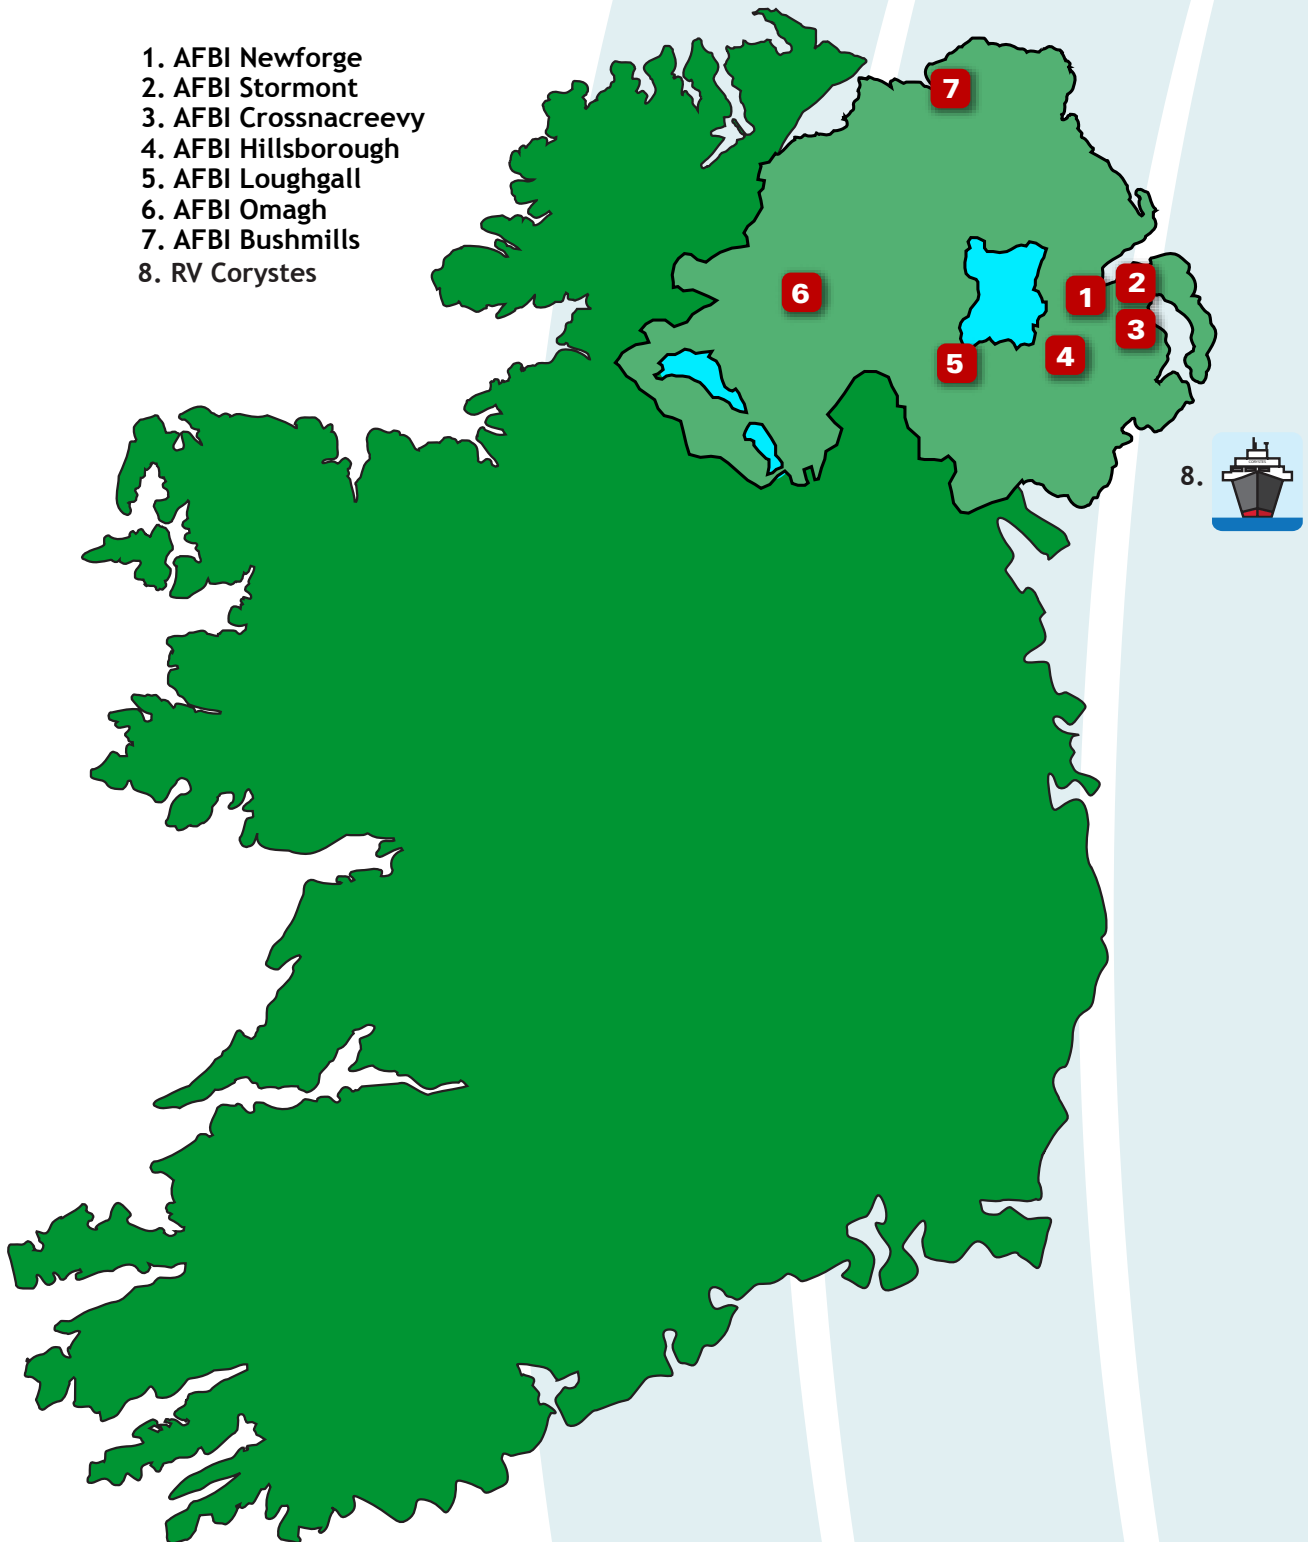 1. AFBI Newforge
2. AFBI Stormont
3. AFBI Crossnacreevy
4. AFBI Hillsborough
5. AFBI Loughgall
6. AFBI Omagh
7. AFBI Bushmills
8. RV Corystes
7
6
1
2
3
4
5
8.
CORYSTES